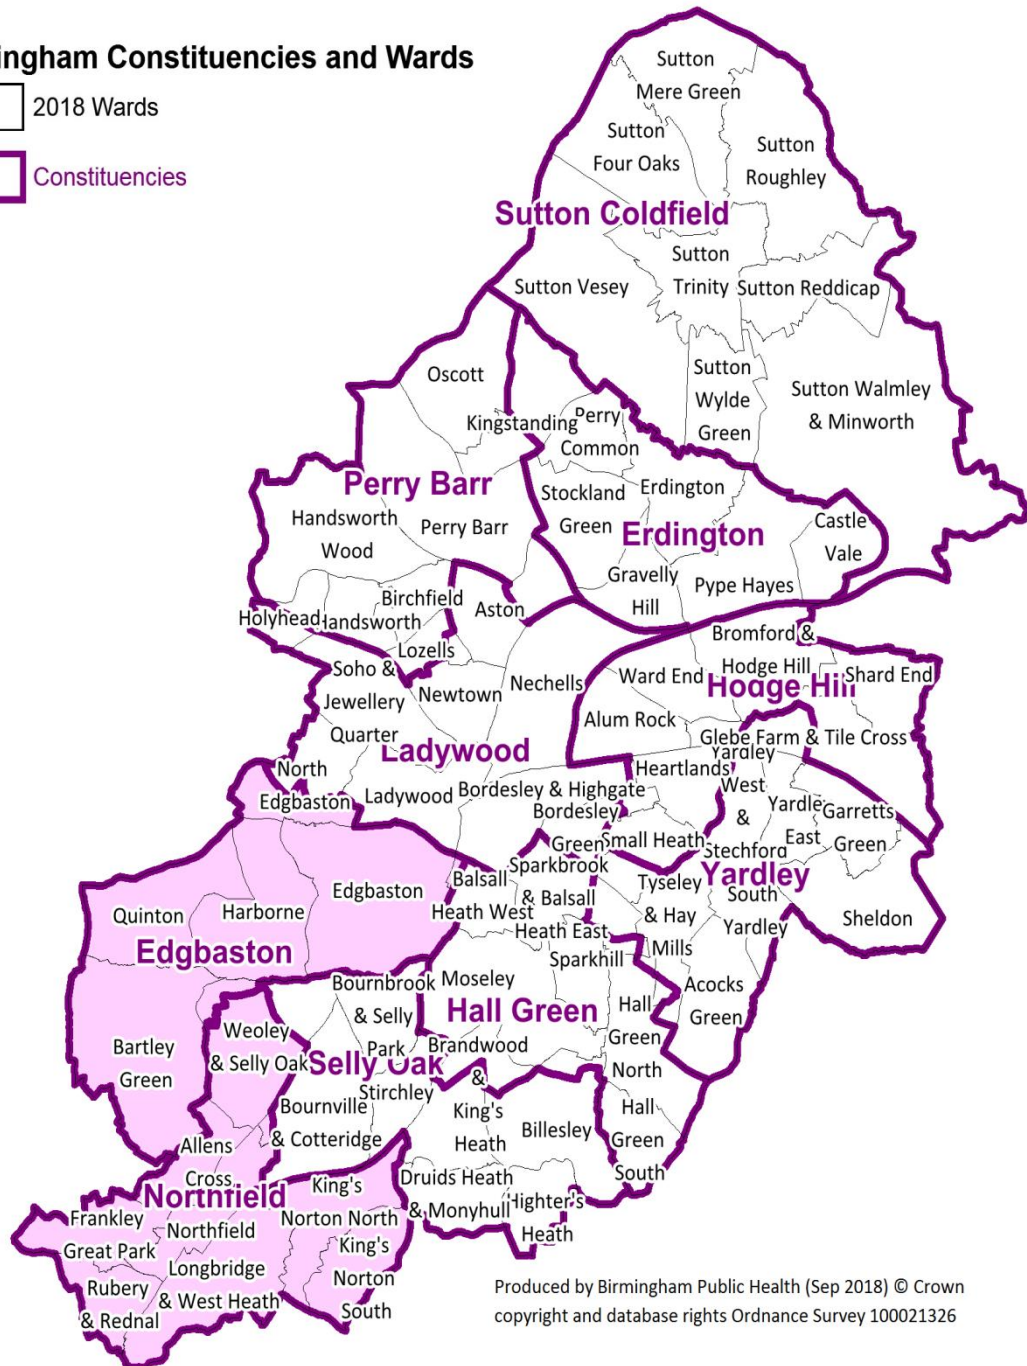 ingham Constituencies and Wards
2018 Wards
Constituencies
Sutton
Mere Green
Sutton
Four Oaks
Sutton
Roughley
Sutton Coldfield
Sutton
Trinity
Sutton Vesey
Sutton Reddicap
Sutton
Wylde
Green
Sutton Walmley
& Minworth
Oscott
Kingstanding
Perry
Common
Perry Barr
Handsworth
Wood
Perry Barr
Stockland
Green
Erdington
Erdington
Castle
Vale
Gravelly
Hill
Pype Hayes
Birchfield
Aston
Holyhead
Handsworth
Lozells
Bromford &
Hodge Hill
Shard End
Ward End
Hodge Hill
Soho &
Jewellery
Quarter
Newtown
Nechells
Alum Rock
Glebe Farm & Tile Cross
Ladywood
North
Edgbaston
Ladywood
Bordesley & Highgate
Heartlands
Yardley
West
&
Stechford
Yardley
East
Garretts
Green
Bordesley
Green
Small Heath
Yardley
Sparkbrook
& Balsall
Heath East
Balsall
Heath West
Edgbaston
Quinton
Harborne
Edgbaston
Tyseley
& Hay
Mills
South
Yardley
Sheldon
Sparkhill
Moseley
Hall Green
Acocks
Green
Hall
Green
North
Bournbrook
& Selly
Park
Bartley
Green
Weoley
& Selly Oak
Selly Oak
Brandwood
&
King's
Heath
Stirchley
Bournville
& Cotteridge
Billesley
Hall
Green
South
Allens
Cross
Northfield
King's
Norton North
Druids Heath
& Monyhull
Highter's
Heath
Frankley
Great Park
Northfield
King's
Norton
South
Longbridge
& West Heath
Rubery
& Rednal
Produced by Birmingham Public Health (Sep 2018) © Crown
copyright and database rights Ordnance Survey 100021326